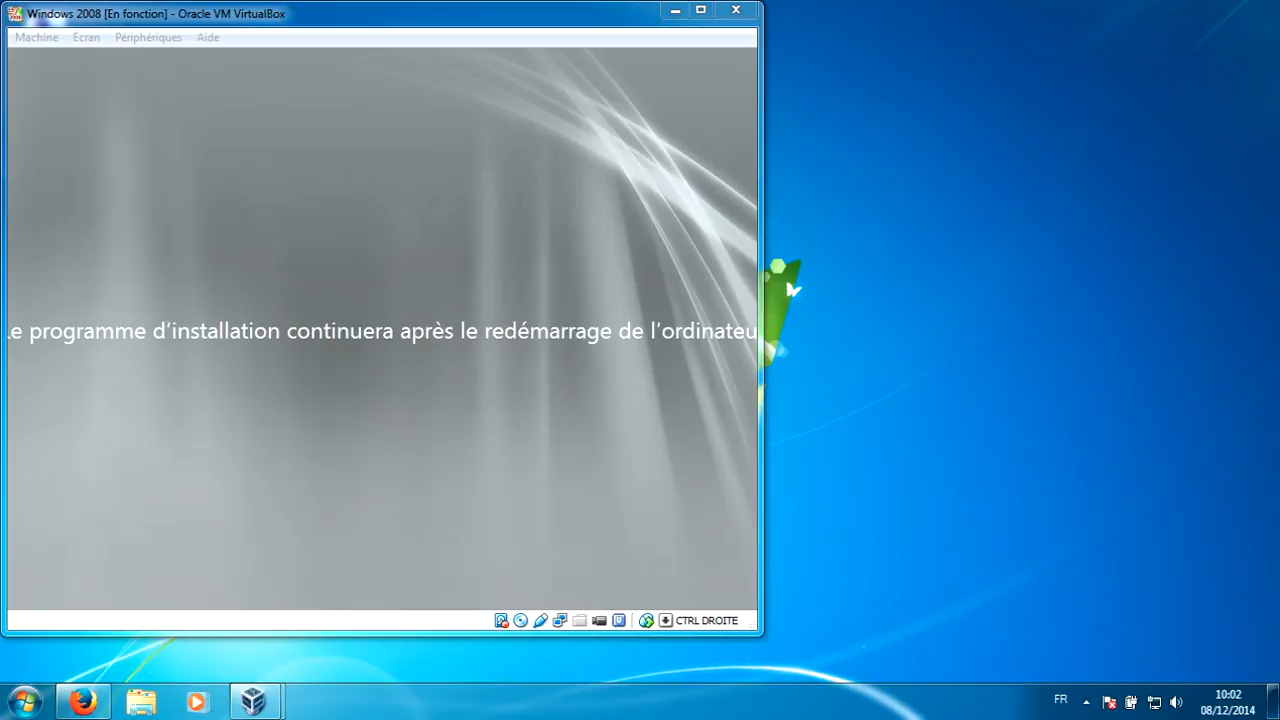 Windows 2008 [En fonction] - Oracle VM VirtualBox
Machine Écran Périphériques Aide
e programme d'installation continuera après le redémarrage de l'ordinateu
CTRL DROITE
FR
10:02
08/12/2014